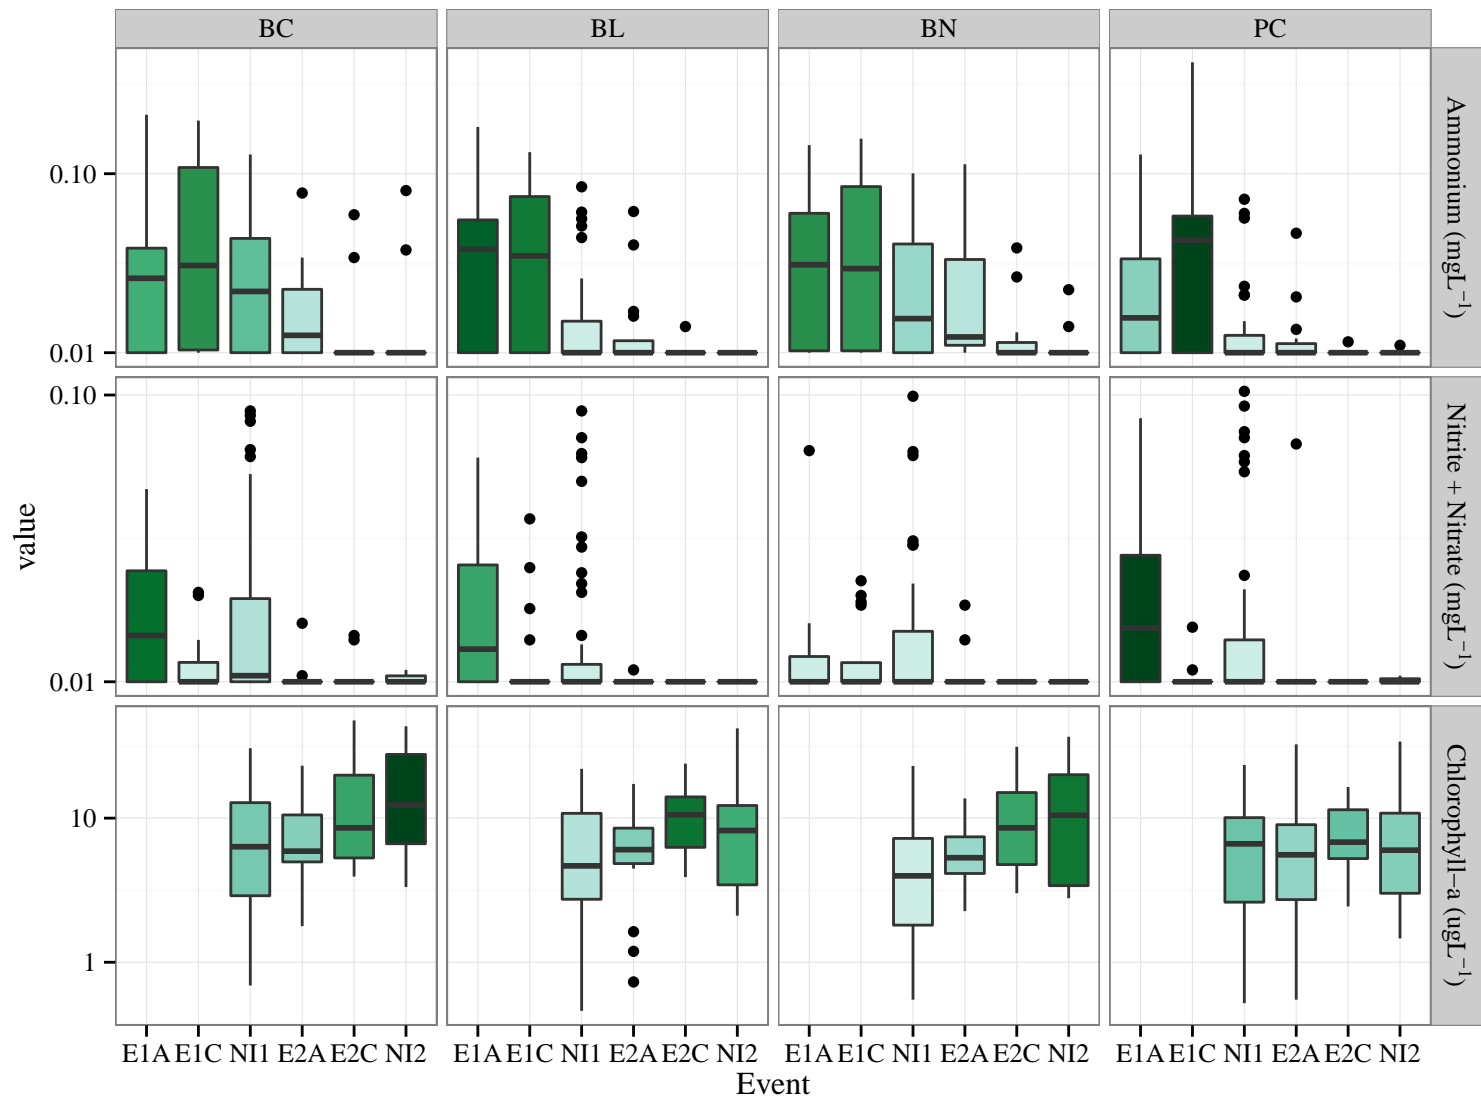 BC BL BN PC
0.10
0.01
Ammonium (mgL⁻¹)
0.10
0.01
Nitrite + Nitrate (mgL⁻¹)
value
10
1
Chlorophyll−a (ugL⁻¹)
E1A E1C NI1 E2A E2C NI2 E1A E1C NI1 E2A E2C NI2 E1A E1C NI1 E2A E2C NI2 E1A E1C NI1 E2A E2C NI2
Event